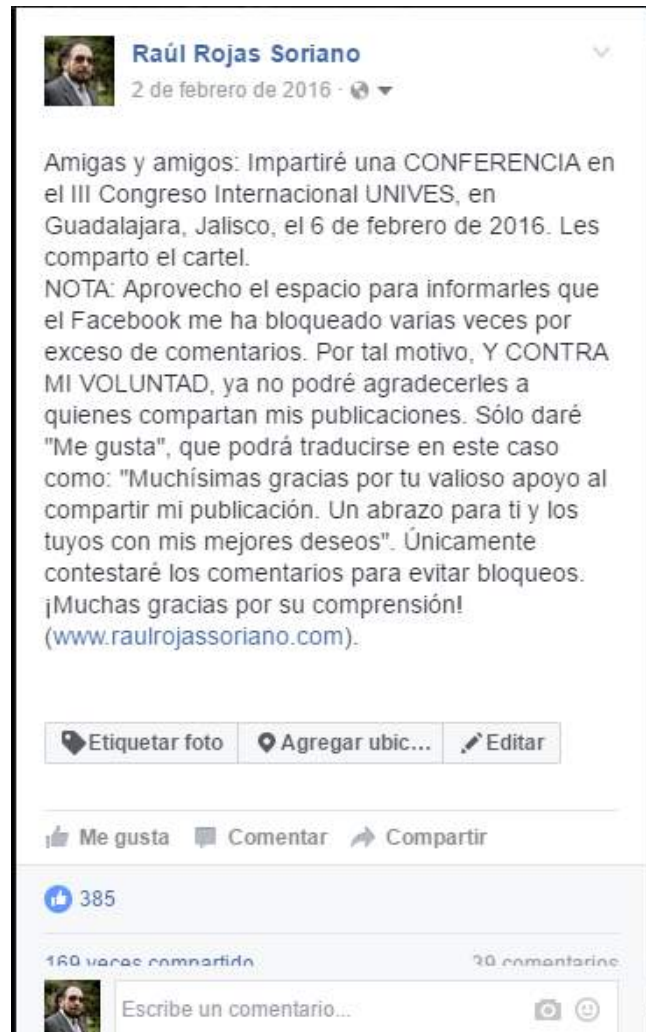 Raúl Rojas Soriano
2 de febrero de 2016 ·
Amigas y amigos: Impartiré una CONFERENCIA en
el III Congreso Internacional UNIVES, en
Guadalajara, Jalisco, el 6 de febrero de 2016. Les
comparto el cartel.
NOTA: Aprovecho el espacio para informarles que
el Facebook me ha bloqueado varias veces por
exceso de comentarios. Por tal motivo, Y CONTRA
MI VOLUNTAD, ya no podré agradecerles a
quienes compartan mis publicaciones. Sólo daré
"Me gusta", que podrá traducirse en este caso
como: "Muchísimas gracias por tu valioso apoyo al
compartir mi publicación. Un abrazo para ti y los
tuyos con mis mejores deseos". Únicamente
contestaré los comentarios para evitar bloqueos.
¡Muchas gracias por su comprensión!
(www.raulrojassoriano.com).
Etiquetar foto Agregar ubic... Editar
Me gusta Comentar Compartir
385
169 veces compartido 39 comentarios
Escribe un comentario...